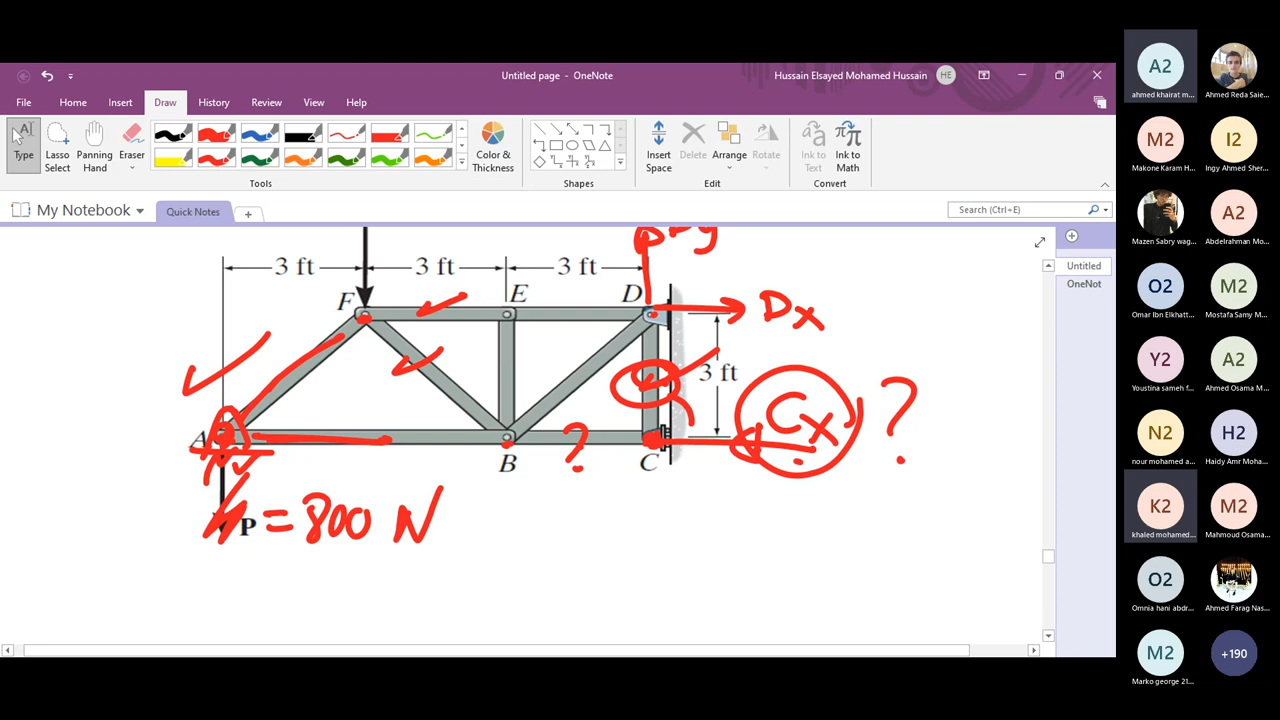 Untitled page - OneNote
Hussain Elsayed Mohamed Hussain
HE
File
Home
Insert
Draw
History
Review
View
Help
Type
Lasso Select
Panning Hand
Eraser
Color & Thickness
Insert Space
Delete
Arrange
Rotate
Ink to Text
Ink to Math
Tools
Shapes
Edit
Convert
My Notebook
Quick Notes
Search (Ctrl+E)
Untitled
OneNot
3 ft
3 ft
3 ft
F
E
D
Dx
3 ft
Cx
?
A
B
?
C
P = 800 N
A2
ahmed khairat m...
Ahmed Reda Saie...
M2
Makone Karam H...
I2
Ingy Ahmed Sher...
Mazen Sabry wag...
A2
Abdelrahman Mo...
O2
Omar Ibn Elkhatt...
M2
Mostafa Samy M...
Y2
Youstina sameh f...
A2
Ahmed Osama M...
N2
nour mohamed a...
H2
Haidy Amr Moha...
K2
khaled mohamed...
M2
Mahmoud Osama...
O2
Omnia hani abdr...
Ahmed Farag Nas...
M2
Marko george 21...
+190